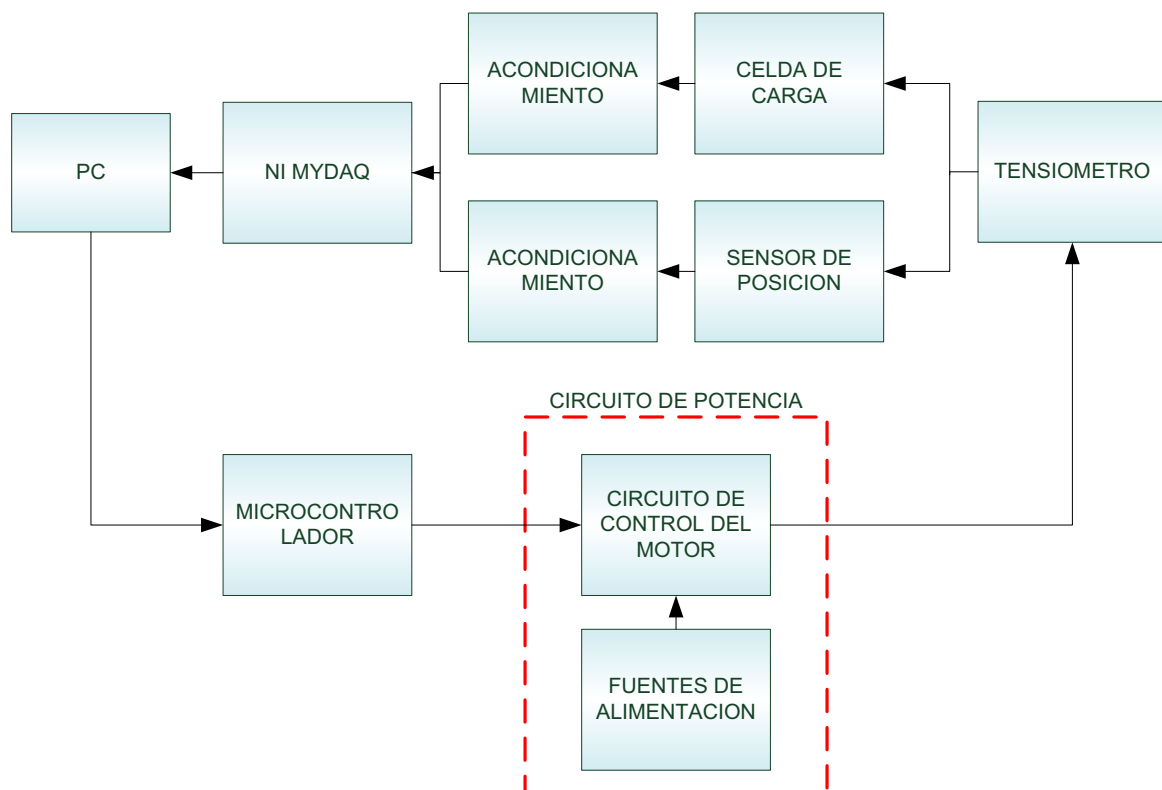 ACONDICIONA
MIENTO
CELDA DE
CARGA
PC
NI MYDAQ
TENSIOMETRO
ACONDICIONA
MIENTO
SENSOR DE
POSICION
CIRCUITO DE POTENCIA
MICROCONTRO
LADOR
CIRCUITO DE
CONTROL DEL
MOTOR
FUENTES DE
ALIMENTACION